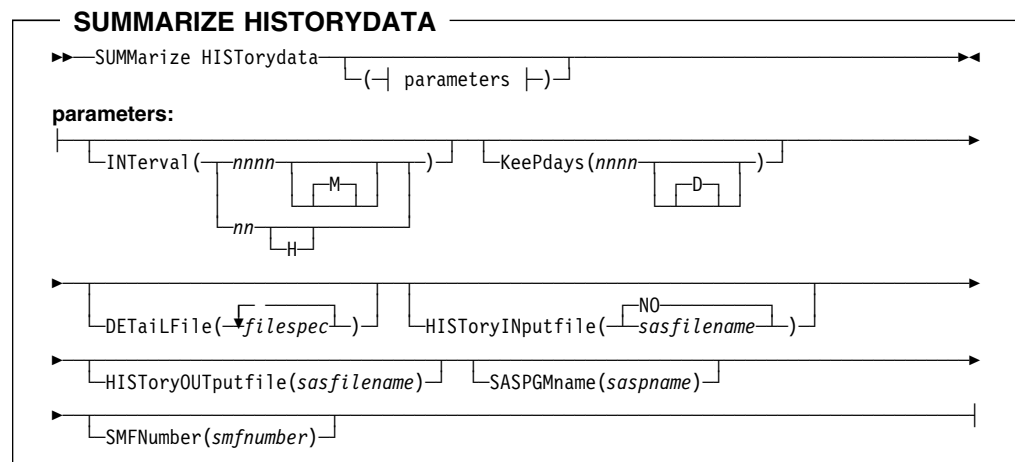 SUMMARIZE HISTORYDATA
SUMMarize HISTorydata
( parameters )
parameters:
INTerval( nnnn ) KeePdays(nnnn )
M D
nn
H
NO
DETaiLFile( filespec ) HISToryINputfile( sasfilename )
HISToryOUTputfile(sasfilename) SASPGMname(saspname)
SMFNumber(smfnumber)